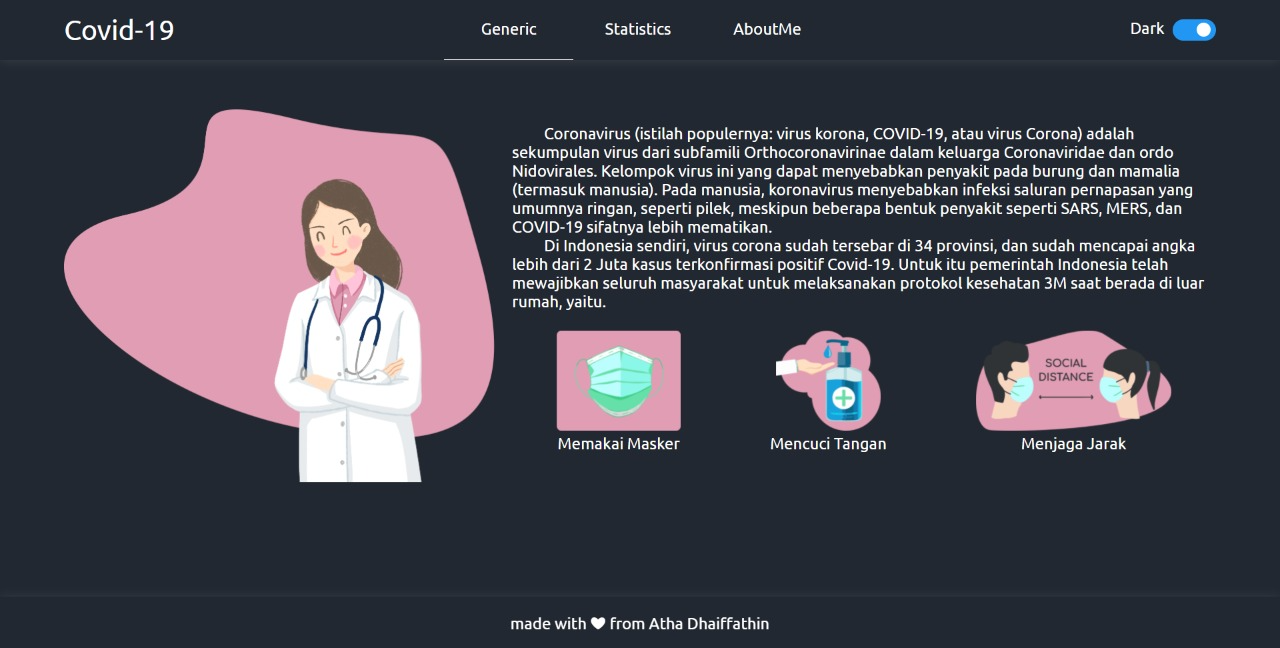 Covid-19
Generic
Statistics
AboutMe
Dark
Coronavirus (istilah populernya: virus korona, COVID-19, atau virus Corona) adalah
sekumpulan virus dari subfamili Orthocoronavirinae dalam keluarga Coronaviridae dan ordo
Nidovirales. Kelompok virus ini yang dapat menyebabkan penyakit pada burung dan mamalia
(termasuk manusia). Pada manusia, koronavirus menyebabkan infeksi saluran pernapasan yang
umumnya ringan, seperti pilek, meskipun beberapa bentuk penyakit seperti SARS, MERS, dan
COVID-19 sifatnya lebih mematikan.
Di Indonesia sendiri, virus corona sudah tersebar di 34 provinsi, dan sudah mencapai angka
lebih dari 2 Juta kasus terkonfirmasi positif Covid-19. Untuk itu pemerintah Indonesia telah
mewajibkan seluruh masyarakat untuk melaksanakan protokol kesehatan 3M saat berada di luar
rumah, yaitu.
SOCIAL
DISTANCE
Memakai Masker
Mencuci Tangan
Menjaga Jarak
made with ♥ from Atha Dhaiffathin